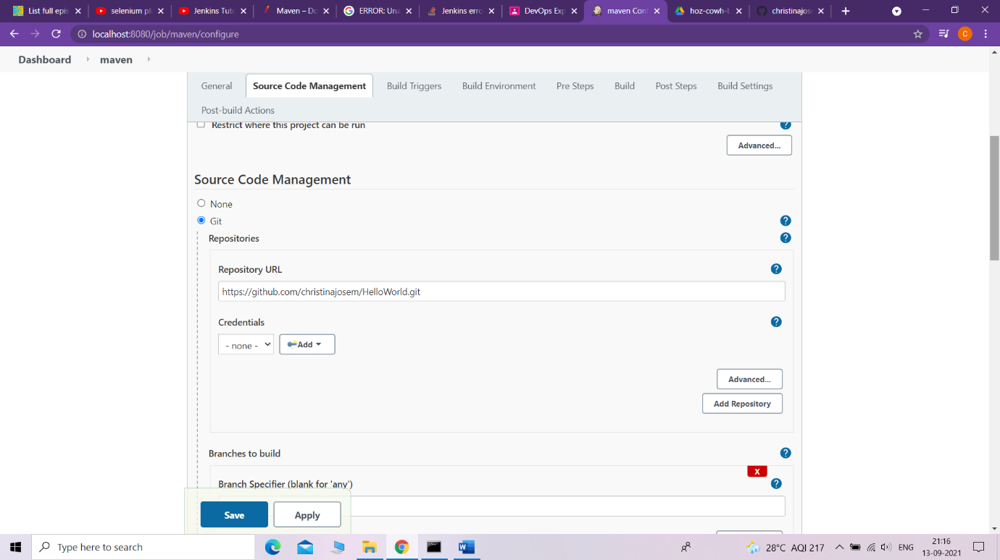 List full epis
selenium pl
Jenkins Tuto
Maven – Do
ERROR: Una
Jenkins erro
DevOps Exp
maven Conf
hoz-cowh-b
christinajos
localhost:8080/job/maven/configure
C
Dashboard
maven
General
Source Code Management
Build Triggers
Build Environment
Pre Steps
Build
Post Steps
Build Settings
Post-build Actions
Restrict where this project can be run
?
Advanced...
Source Code Management
None
Git
?
Repositories
?
Repository URL
?
https://github.com/christinajosem/HelloWorld.git
Credentials
?
- none -
Add
Advanced...
Add Repository
Branches to build
?
X
Branch Specifier (blank for 'any')
?
Save
Apply
Type here to search
28°C AQI 217
ENG
21:16
13-09-2021